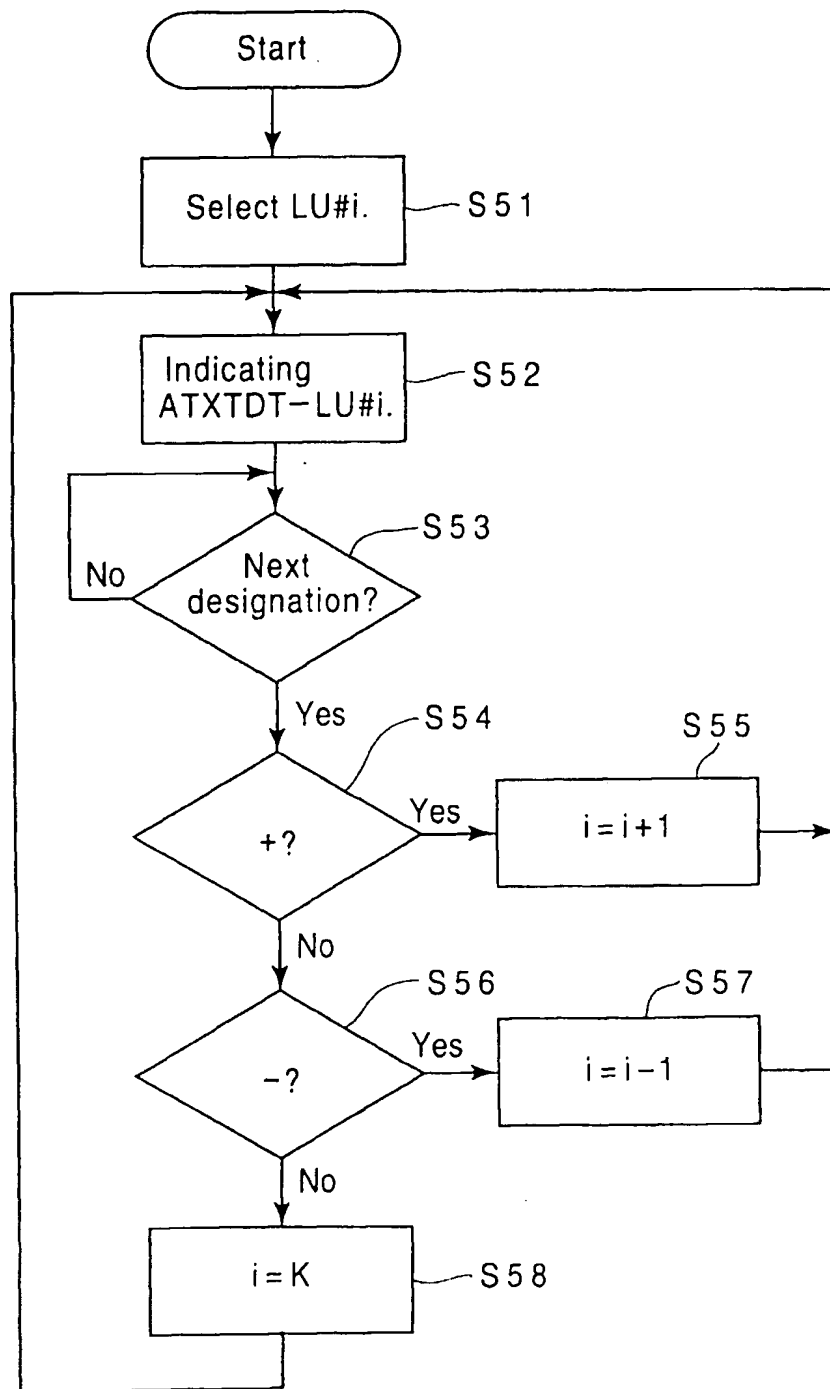 Start
Select LU#i.
S51
Indicating
ATXTDT-LU#i.
S52
S53
Next
designation?
No
Yes
S54
S55
+?
Yes
i=i+1
No
S56
S57
-?
Yes
i=i-1
No
i=K
S58